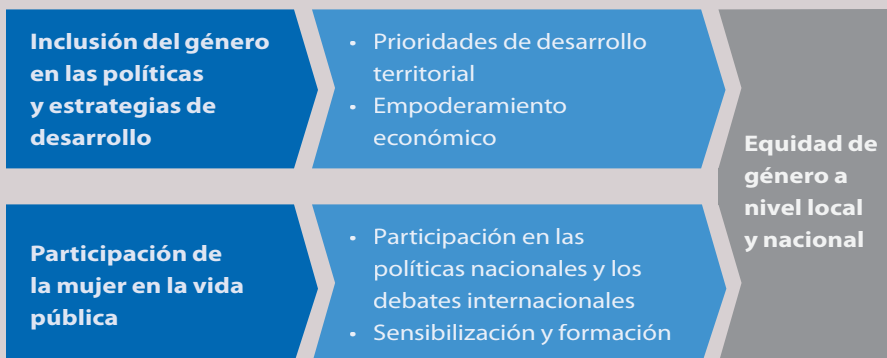 Inclusión del género
en las políticas
y estrategias de
desarrollo
• Prioridades de desarrollo
territorial
• Empoderamiento
económico
Participación de
la mujer en la vida
pública
• Participación en las
políticas nacionales y los
debates internacionales
• Sensibilización y formación
Equidad de
género a
nivel local
y nacional